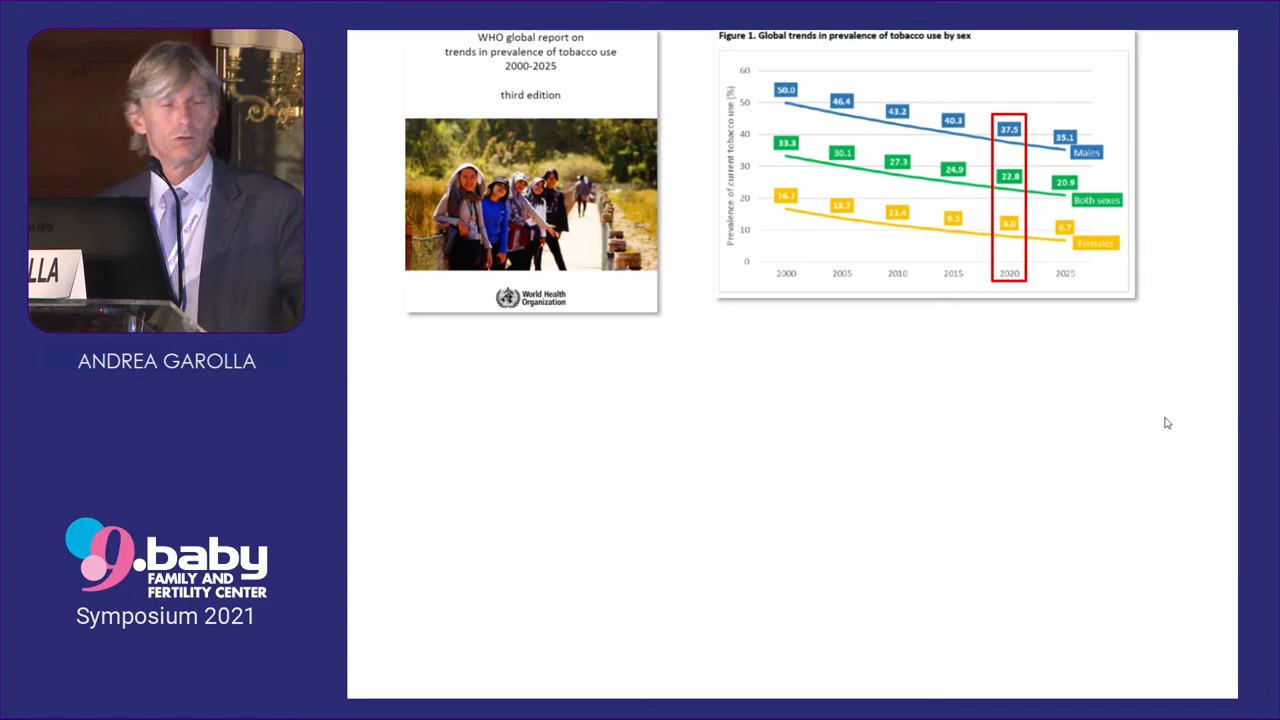 LLA
ANDREA GAROLLA
9.baby
FAMILY AND
FERTILITY CENTER
Symposium 2021
WHO global report on
trends in prevalence of tobacco use
2000-2025
third edition
World Health
Organization
Figure 1. Global trends in prevalence of tobacco use by sex
Prevalence of current tobacco use (%)
60
50
40
30
20
10
0
50.0
46.4
43.2
40.3
37.5
35.1
Males
33.3
30.1
27.3
24.9
22.8
20.9
Both sexes
16.7
13.7
11.4
9.5
8.0
6.7
Females
2000
2005
2010
2015
2020
2025